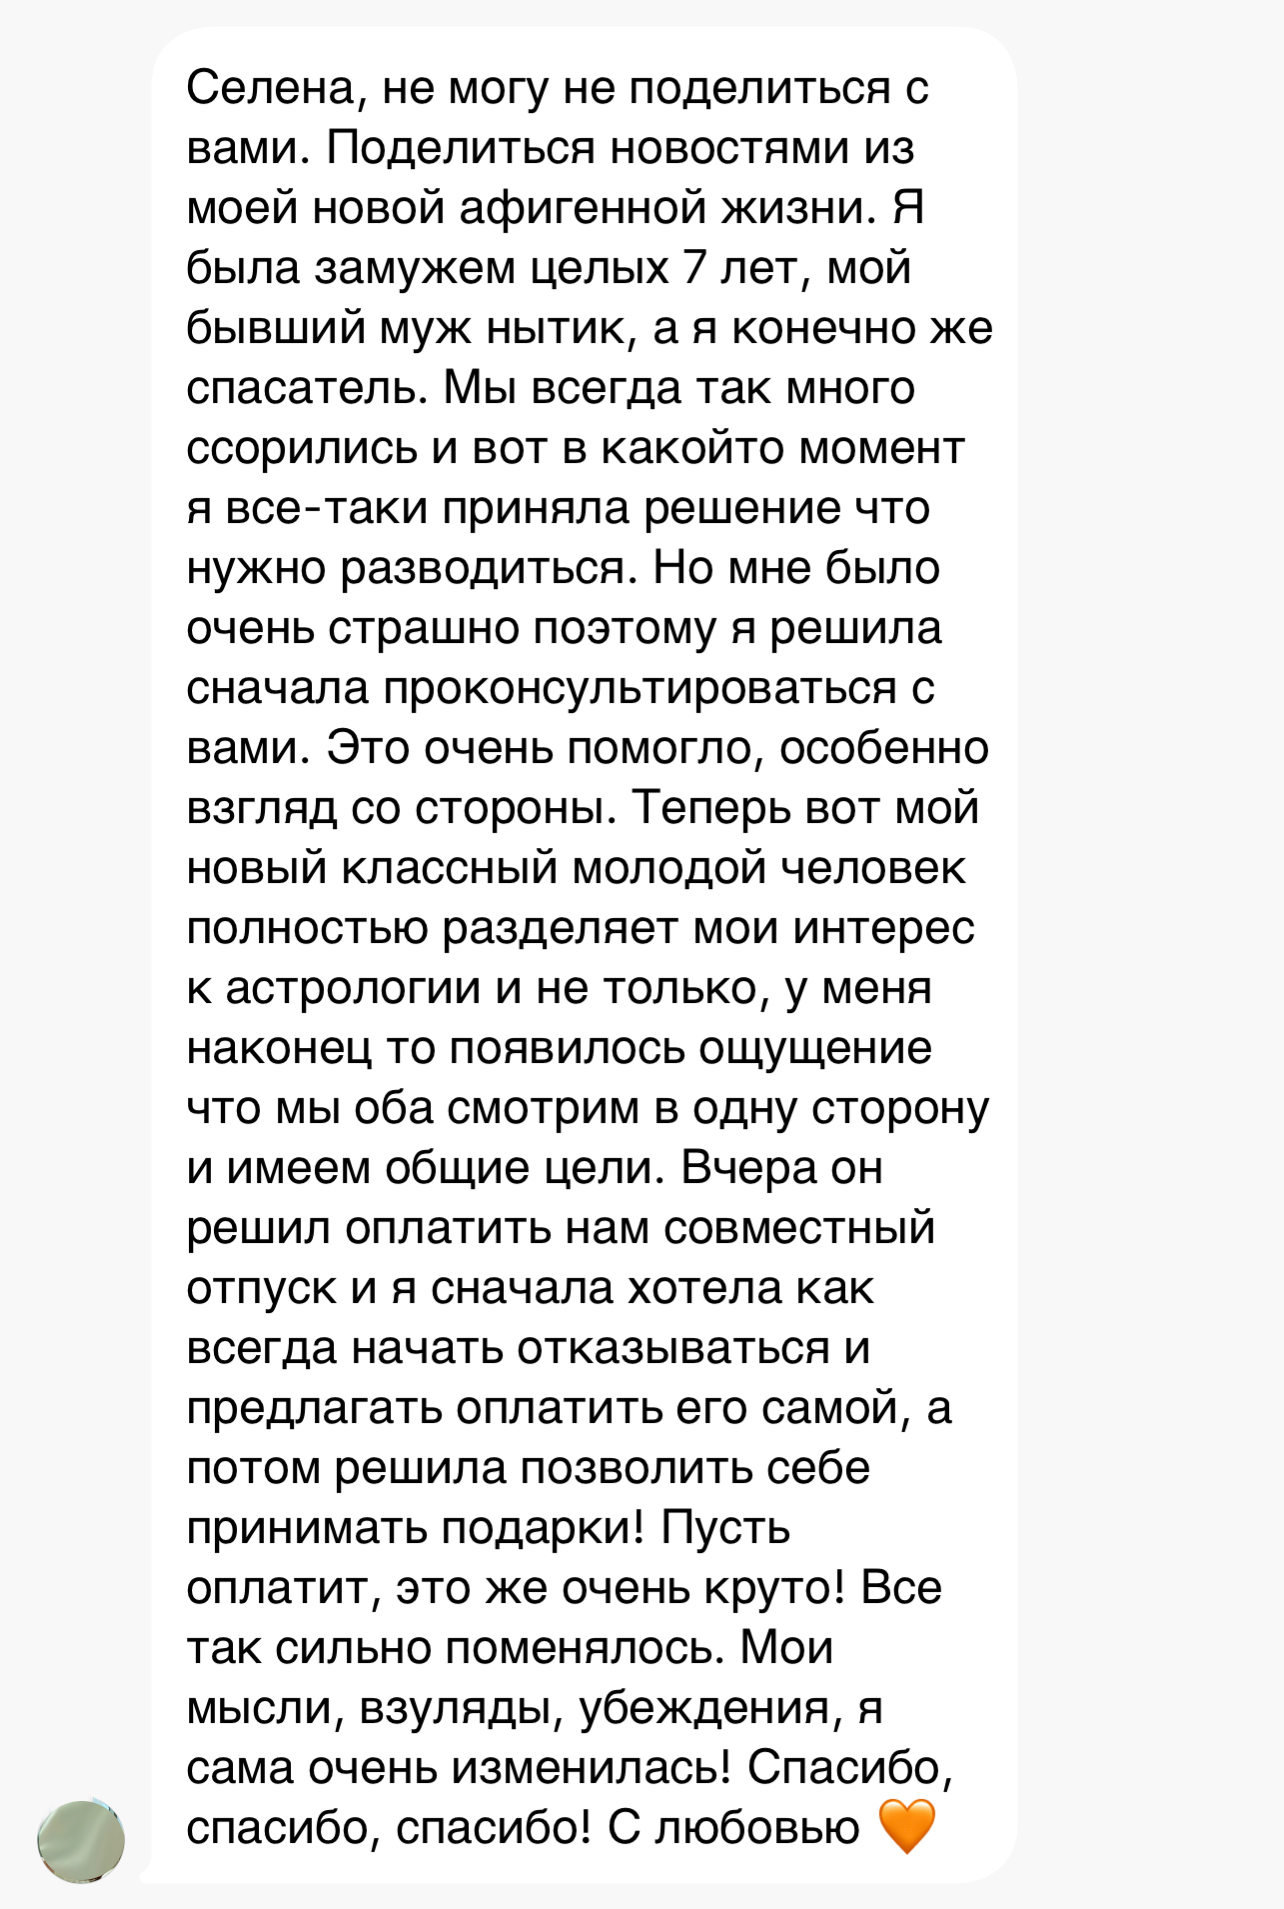 Селена, не могу не поделиться с
вами. Поделиться новостями из
моей новой афигенной жизни. Я
была замужем целых 7 лет, мой
бывший муж нытик, а я конечно же
спасатель. Мы всегда так много
ссорились и вот в какойто момент
я все-таки приняла решение что
нужно разводиться. Но мне было
очень страшно поэтому я решила
сначала проконсультироваться с
вами. Это очень помогло, особенно
взгляд со стороны. Теперь вот мой
новый классный молодой человек
полностью разделяет мои интерес
к астрологии и не только, у меня
наконец то появилось ощущение
что мы оба смотрим в одну сторону
и имеем общие цели. Вчера он
решил оплатить нам совместный
отпуск и я сначала хотела как
всегда начать отказываться и
предлагать оплатить его самой, а
потом решила позволить себе
принимать подарки! Пусть
оплатит, это же очень круто! Все
так сильно поменялось. Мои
мысли, взуляды, убеждения, я
сама очень изменилась! Спасибо,
спасибо, спасибо! С любовью 🧡